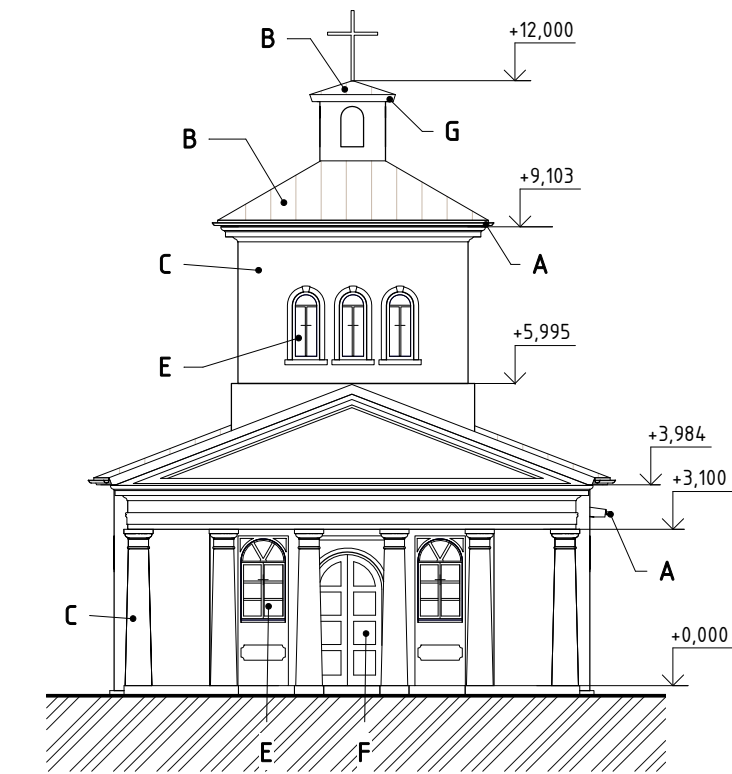 B
+12,000
G
B
+9,103
C
A
+5,995
E
+3,984
+3,100
A
C
+0,000
E
F